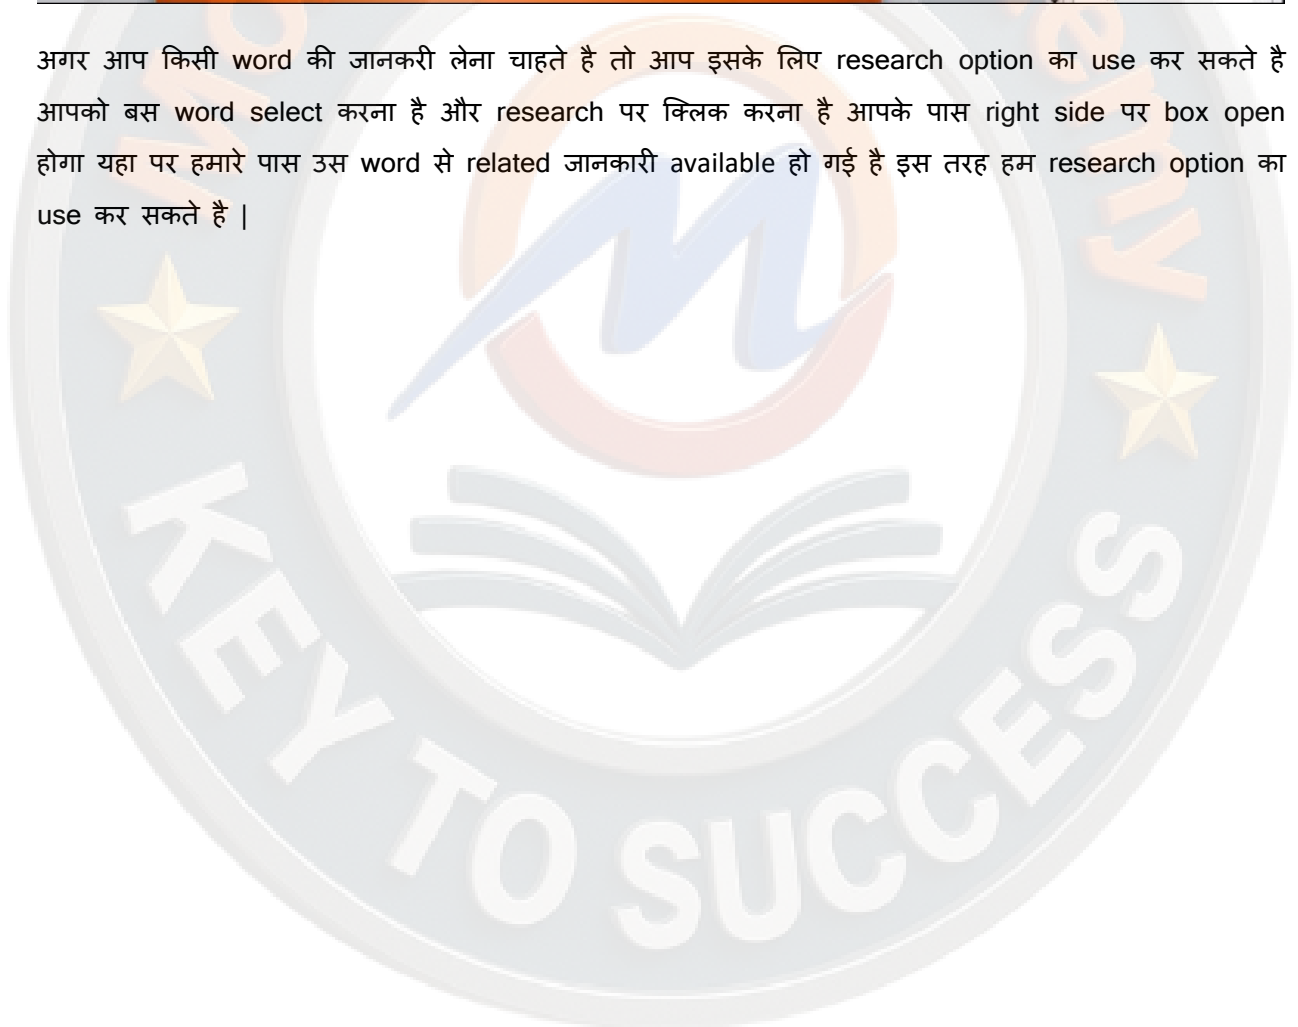 अगर आप किसी word की जानकरी लेना चाहते है तो आप इसके लिए research option का use कर सकते है
आपको बस word select करना है और research पर क्लिक करना है आपके पास right side पर box open
होगा यहा पर हमारे पास उस word से related जानकारी available हो गई है इस तरह हम research option का
use कर सकते है |
KEY TO SUCCESS